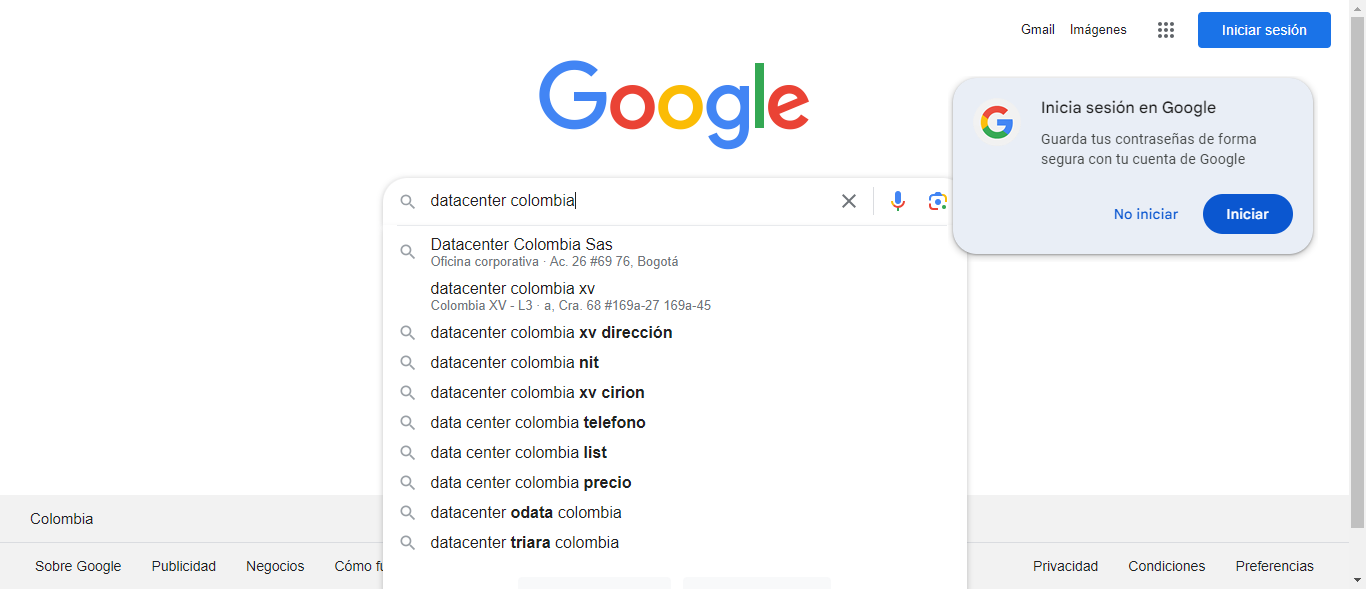 Gmail
Imágenes
Iniciar sesión
Google
Inicia sesión en Google
Guarda tus contraseñas de forma
segura con tu cuenta de Google
No iniciar
Iniciar
datacenter colombia
Datacenter Colombia Sas
Oficina corporativa · Ac. 26 #69 76, Bogotá
datacenter colombia xv
Colombia XV - L3 · a, Cra. 68 #169a-27 169a-45
datacenter colombia xv dirección
datacenter colombia nit
datacenter colombia xv cirion
data center colombia telefono
data center colombia list
data center colombia precio
datacenter odata colombia
datacenter triara colombia
Colombia
Sobre Google
Publicidad
Negocios
Cómo
Privacidad
Condiciones
Preferencias